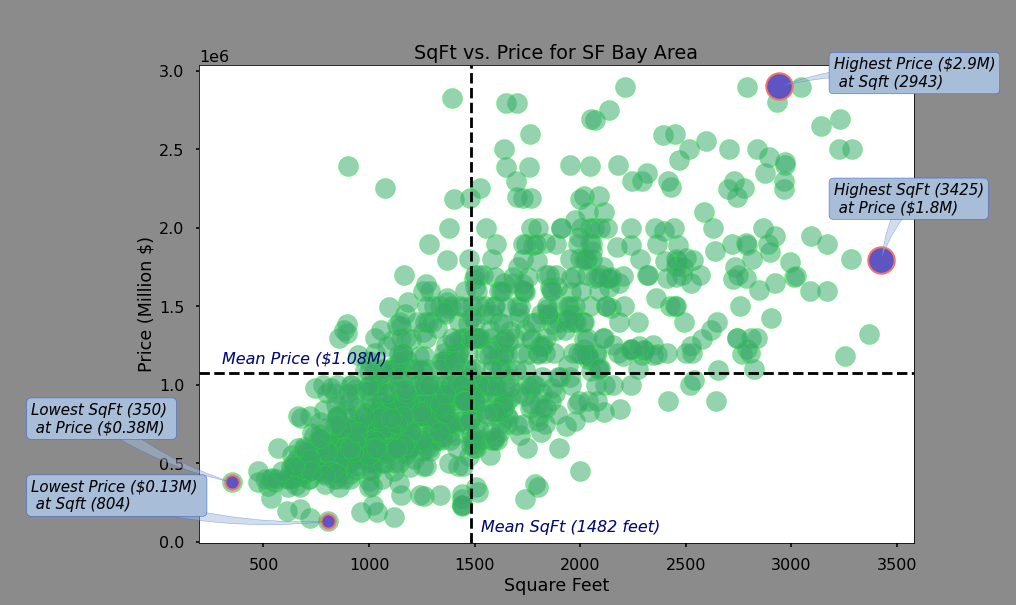 SqFt vs. Price for SF Bay Area
1e6
Highest Price ($2.9M)
at Sqft (2943)
3.0
2.5
Highest SqFt (3425)
at Price ($1.8M)
2.0
Price (Million $)
1.5
Mean Price ($1.08M)
1.0
Lowest SqFt (350)
at Price ($0.38M)
0.5
Lowest Price ($0.13M)
at Sqft (804)
Mean SqFt (1482 feet)
0.0
500 1000 1500 2000 2500 3000 3500
Square Feet